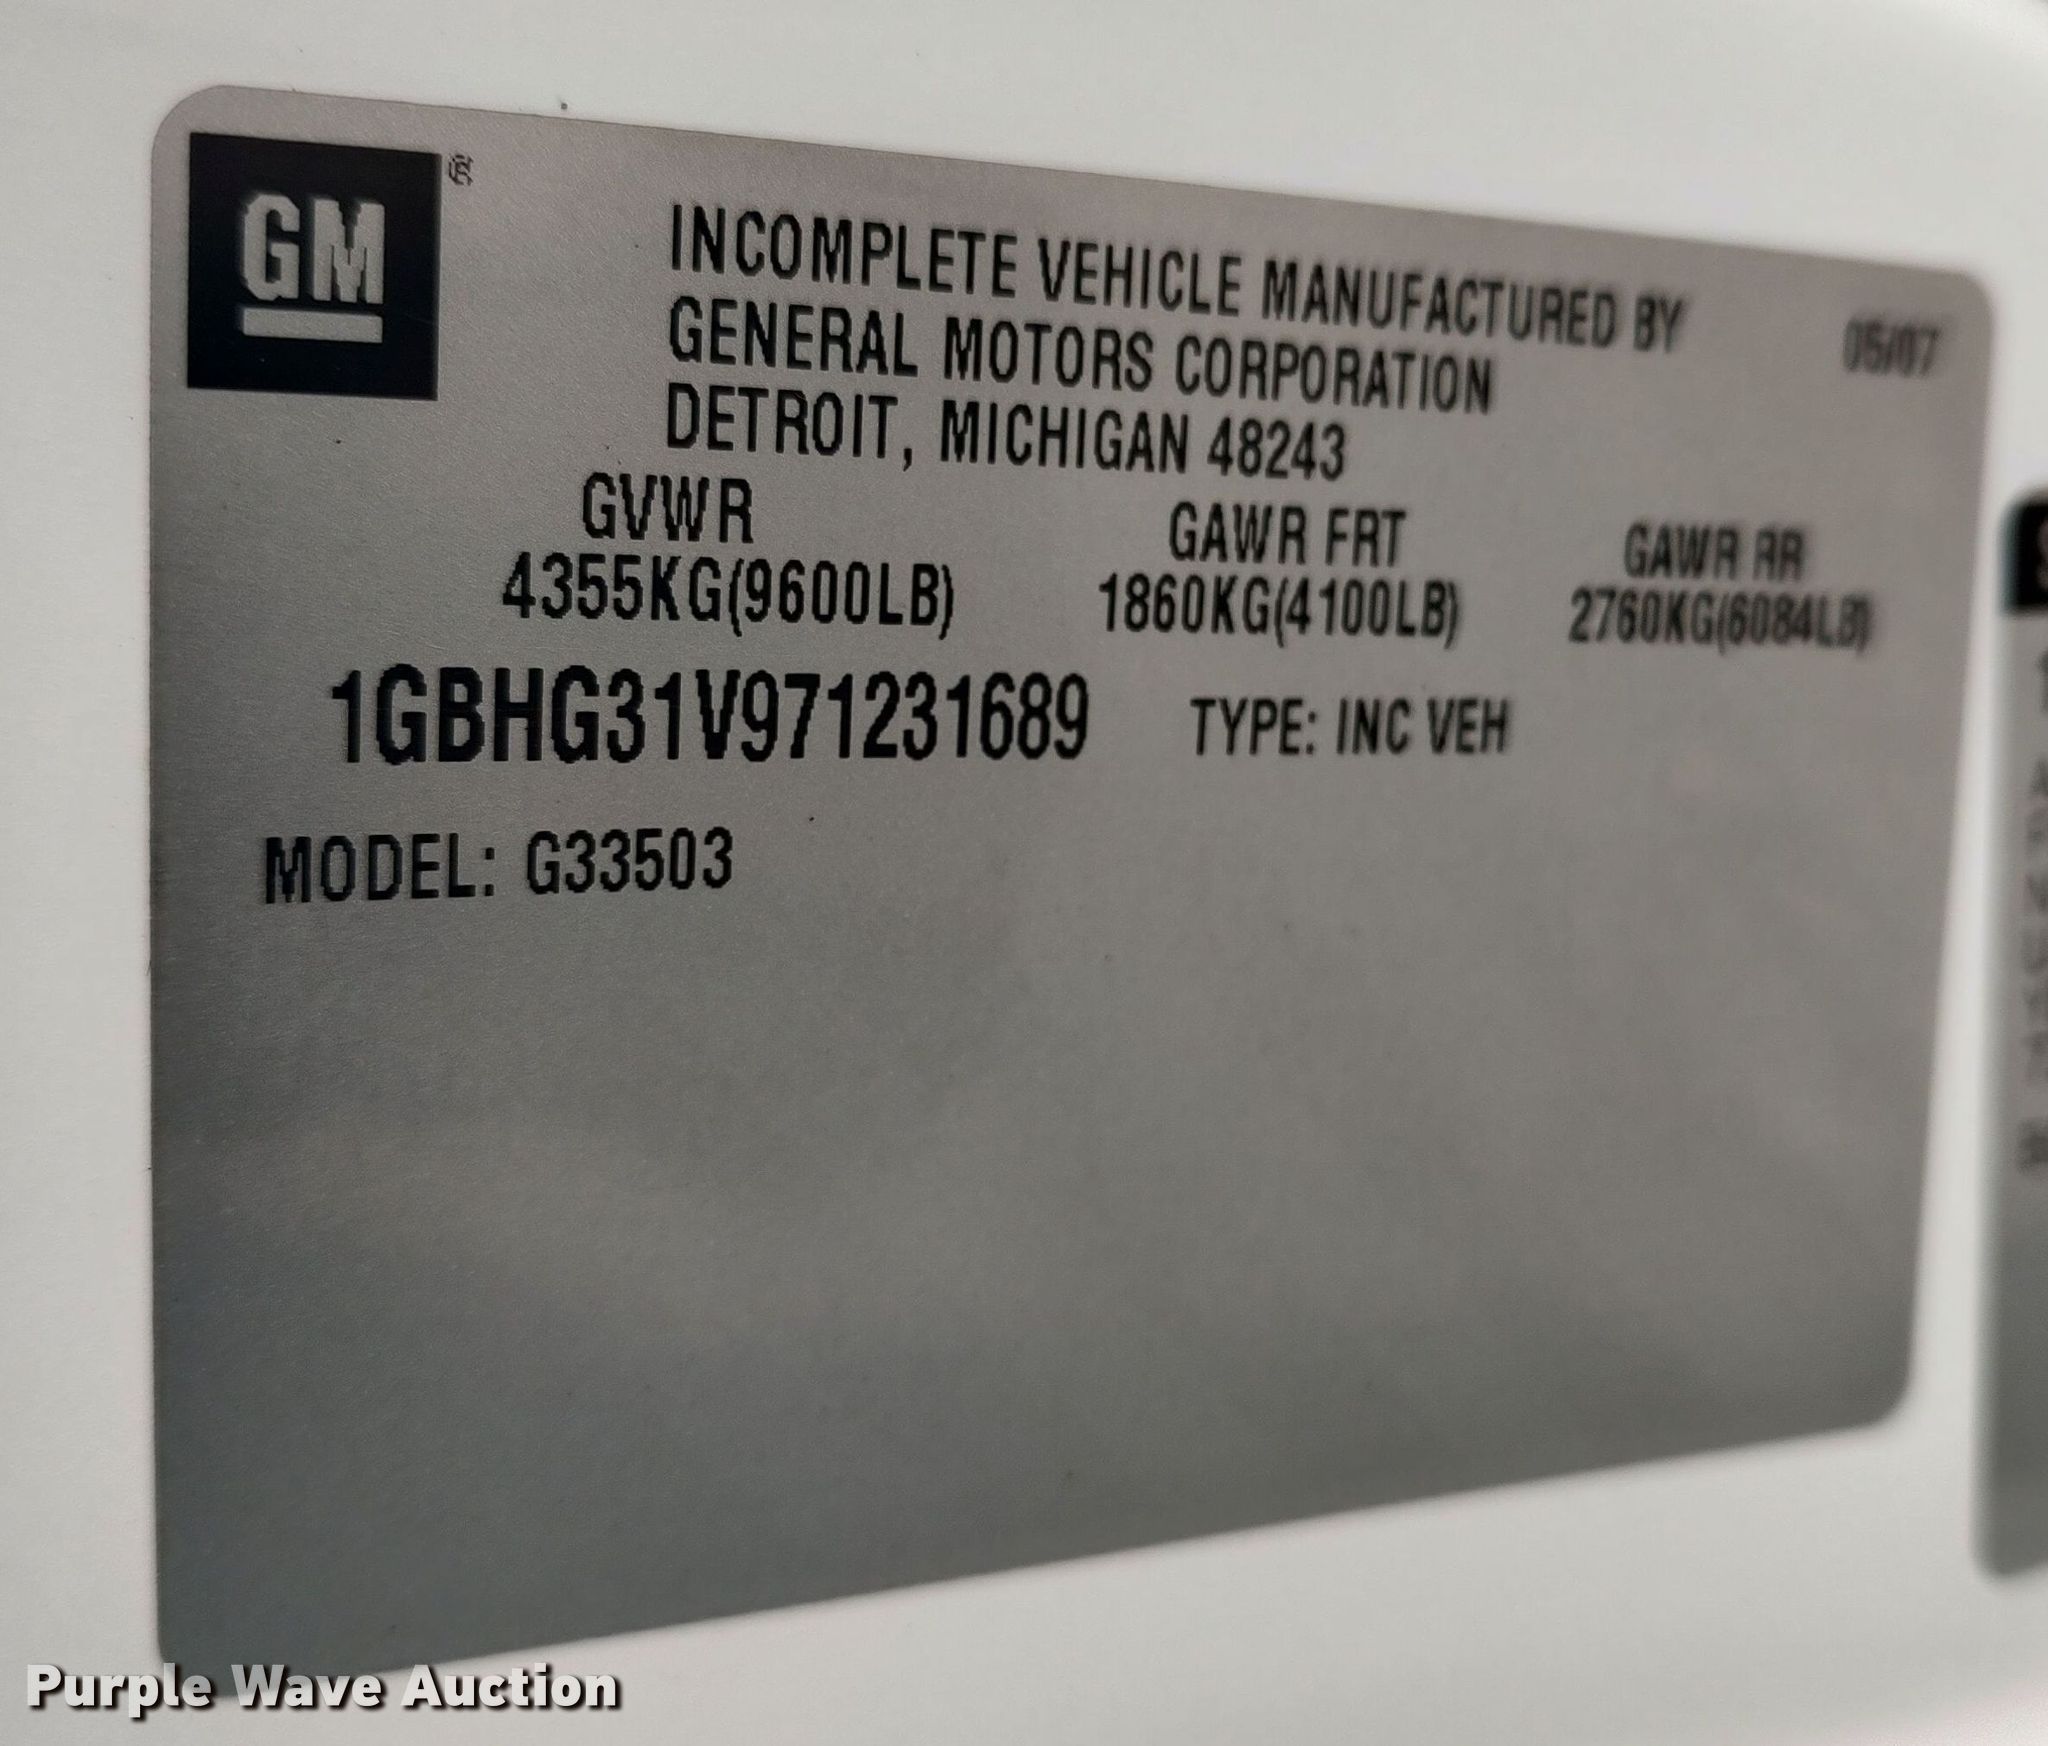 GM ®
INCOMPLETE VEHICLE MANUFACTURED BY
GENERAL MOTORS CORPORATION
DETROIT, MICHIGAN 48243
05/07
GVWR GAWR FRT GAWR RR
4355KG(9600LB) 1860KG(4100LB) 2760KG(6084LB)
1GBHG31V971231689 TYPE: INC VEH
MODEL: G33503
Purple Wave Auction